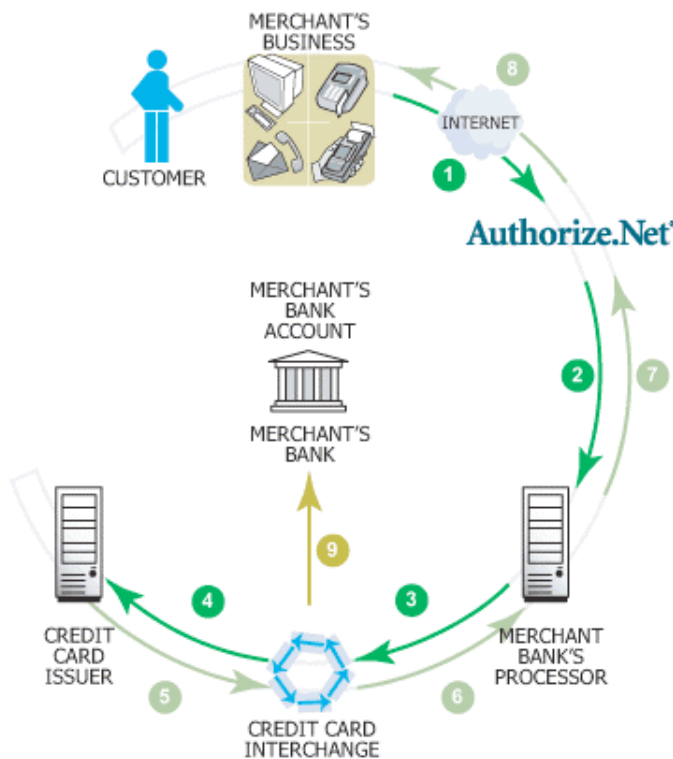 MERCHANT'S
BUSINESS
8
INTERNET
1
CUSTOMER
Authorize.Net
MERCHANT'S
BANK
ACCOUNT
2
7
MERCHANT'S
BANK
9
4
3
CREDIT
CARD
ISSUER
MERCHANT
BANK'S
PROCESSOR
5
6
CREDIT CARD
INTERCHANGE